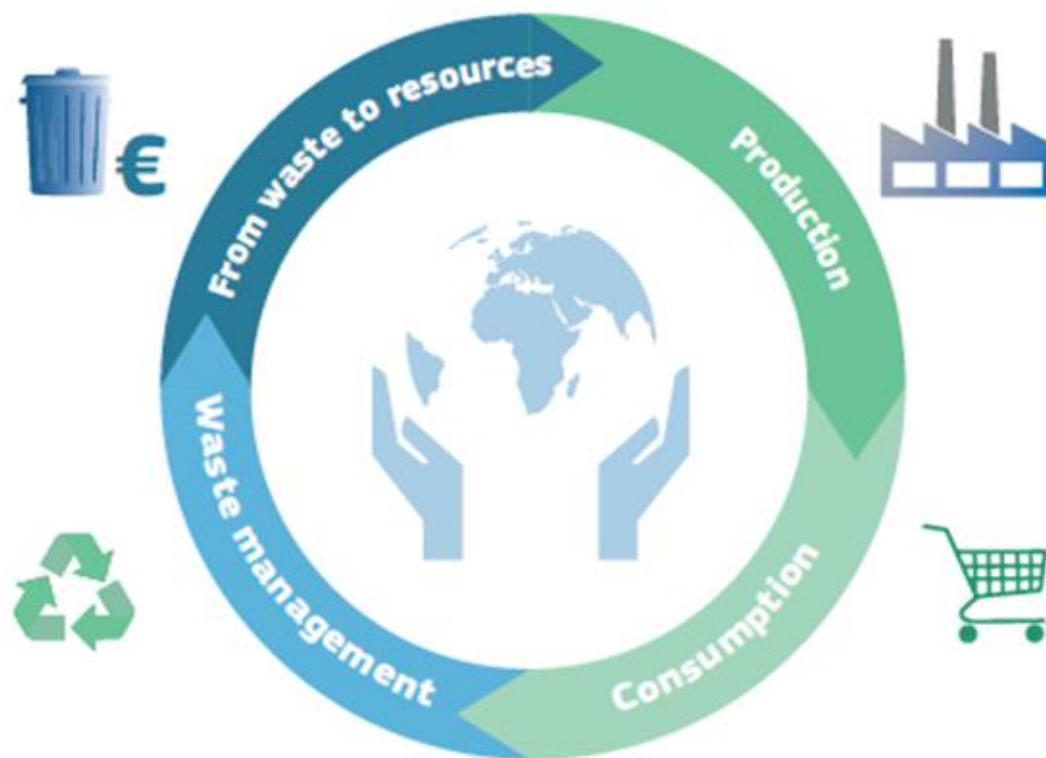 From waste to resources
Production
Consumption
Waste management
€